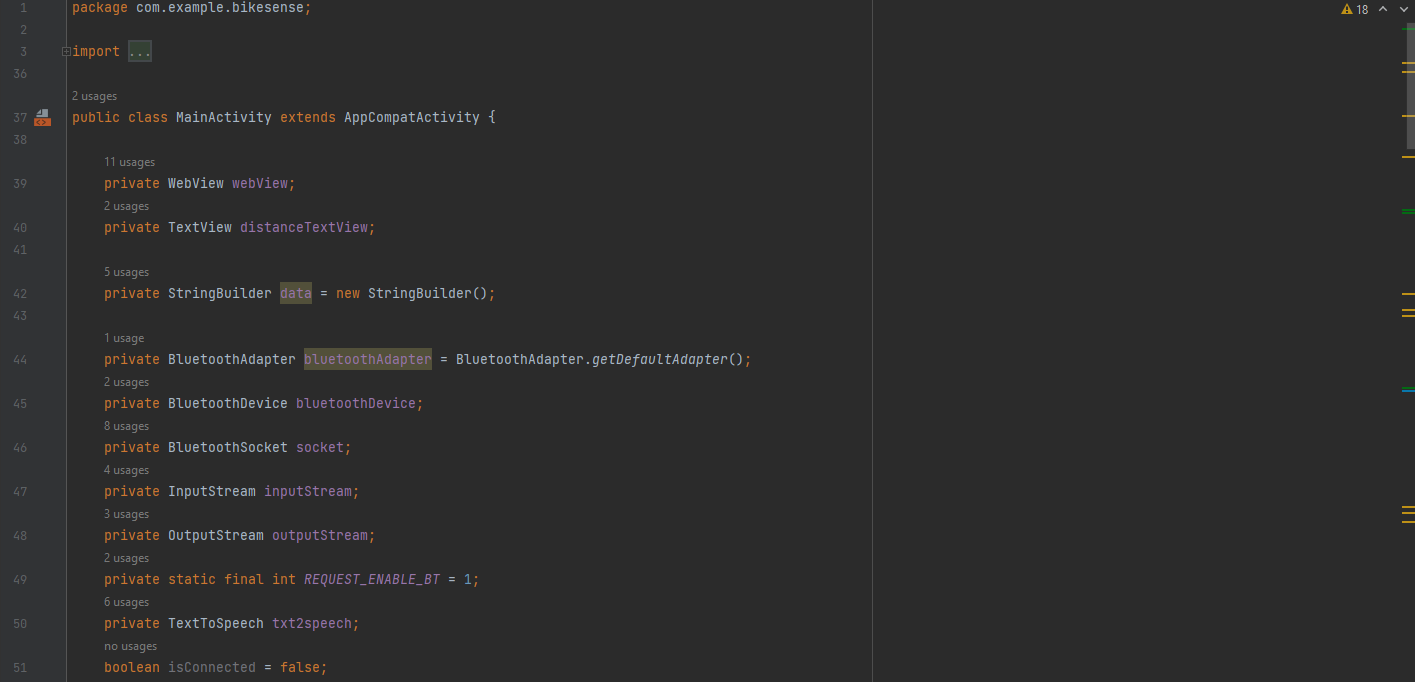 1 package com.example.bikesense;
18
2
3 import ...
36
2 usages
37 public class MainActivity extends AppCompatActivity {
38
11 usages
39 private WebView webView;
2 usages
40 private TextView distanceTextView;
41
5 usages
42 private StringBuilder data = new StringBuilder();
43
1 usage
44 private BluetoothAdapter bluetoothAdapter = BluetoothAdapter.getDefaultAdapter();
2 usages
45 private BluetoothDevice bluetoothDevice;
8 usages
46 private BluetoothSocket socket;
4 usages
47 private InputStream inputStream;
3 usages
48 private OutputStream outputStream;
2 usages
49 private static final int REQUEST_ENABLE_BT = 1;
6 usages
50 private TextToSpeech txt2speech;
no usages
51 boolean isConnected = false;